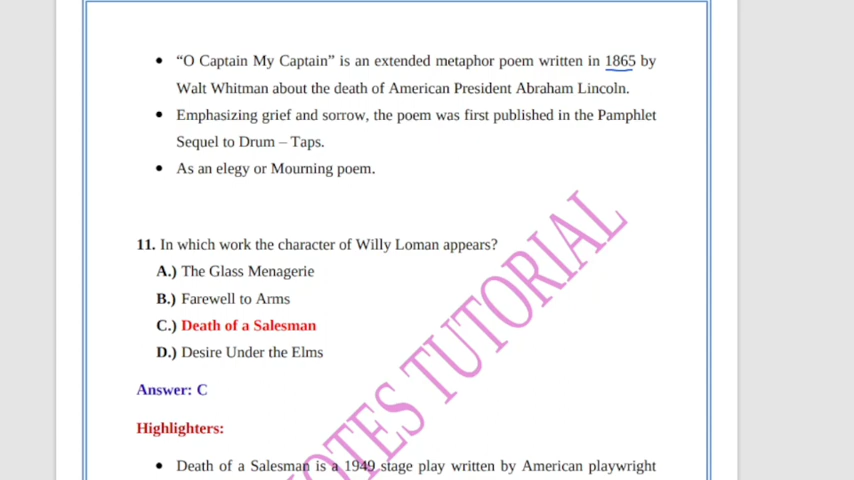 • “O Captain My Captain” is an extended metaphor poem written in 1865 by
Walt Whitman about the death of American President Abraham Lincoln.
• Emphasizing grief and sorrow, the poem was first published in the Pamphlet
Sequel to Drum – Taps.
• As an elegy or Mourning poem.
11. In which work the character of Willy Loman appears?
A.) The Glass Menagerie
B.) Farewell to Arms
C.) Death of a Salesman
D.) Desire Under the Elms
Answer: C
Highlighters:
• Death of a Salesman is a 1949 stage play written by American playwright
OTES TUTORIAL